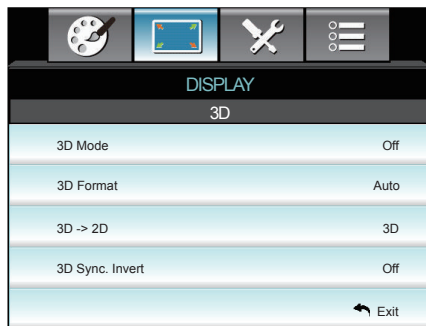 DISPLAY
3D
3D Mode Off
3D Format Auto
3D -> 2D 3D
3D Sync. Invert Off
Exit